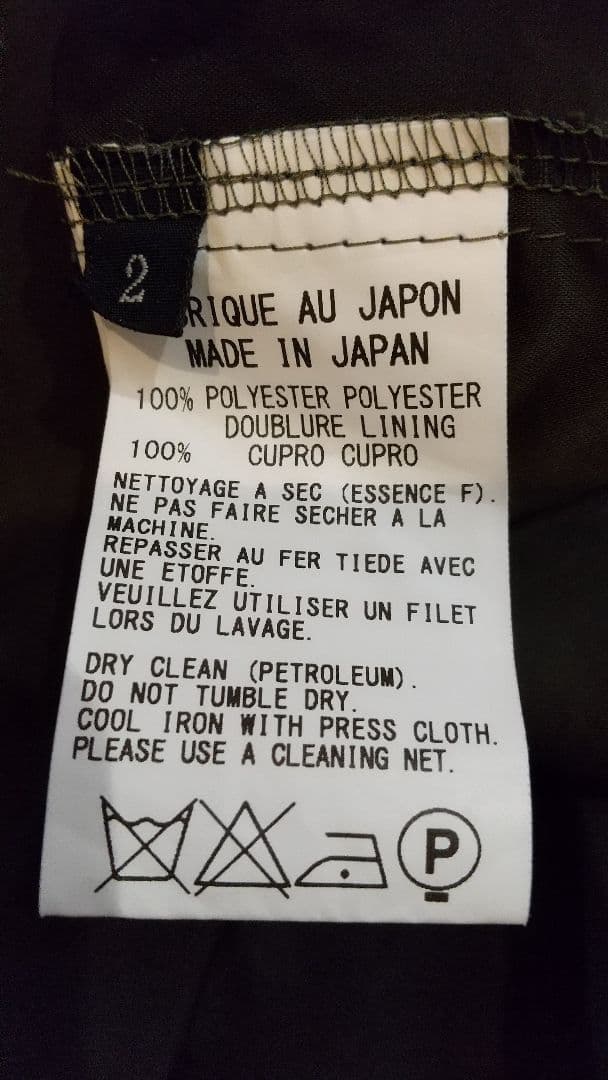 2
RIQUE AU JAPON
MADE IN JAPAN
100% POLYESTER POLYESTER
DOUBLURE LINING
100% CUPRO CUPRO
NETTOYAGE A SEC (ESSENCE F).
NE PAS FAIRE SECHER A LA
MACHINE.
REPASSER AU FER TIEDE AVEC
UNE ETOFFE.
VEUILLEZ UTILISER UN FILET
LORS DU LAVAGE.
DRY CLEAN (PETROLEUM).
DO NOT TUMBLE DRY.
COOL IRON WITH PRESS CLOTH.
PLEASE USE A CLEANING NET.
P